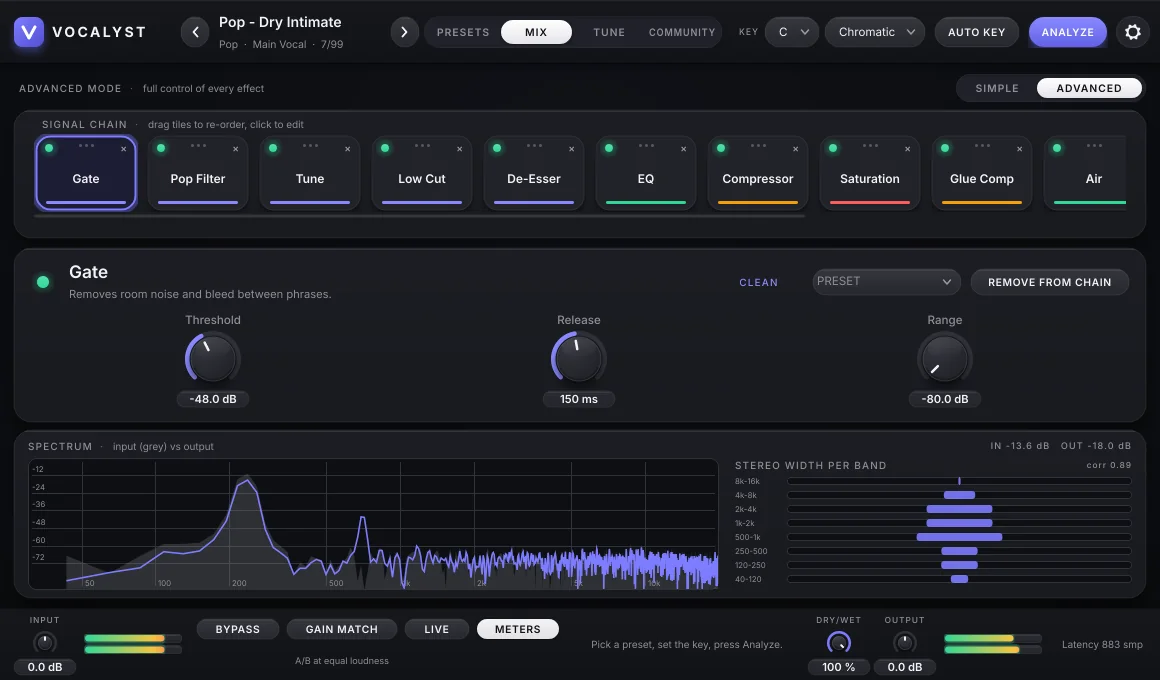 VOCALYST
Pop - Dry Intimate
Pop · Main Vocal · 7/99
PRESETS MIX TUNE COMMUNITY
KEY C Chromatic AUTO KEY ANALYZE
ADVANCED MODE · full control of every effect
SIMPLE ADVANCED
SIGNAL CHAIN · drag tiles to re-order, click to edit
Gate Pop Filter Tune Low Cut De-Esser EQ Compressor Saturation Glue Comp Air
Gate
Removes room noise and bleed between phrases.
CLEAN PRESET REMOVE FROM CHAIN
Threshold Release Range
-48.0 dB 150 ms -80.0 dB
SPECTRUM · input (grey) vs output
IN -13.6 dB OUT -18.0 dB
-12
-24
-36
-48
-60
-72
50 100 200 500 1k 2k 5k 10k
STEREO WIDTH PER BAND corr 0.89
8k-16k
4k-8k
2k-4k
1k-2k
500-1k
250-500
120-250
40-120
INPUT
0.0 dB
BYPASS GAIN MATCH LIVE METERS
A/B at equal loudness
Pick a preset, set the key, press Analyze.
DRY/WET OUTPUT
100 % 0.0 dB
Latency 883 smp